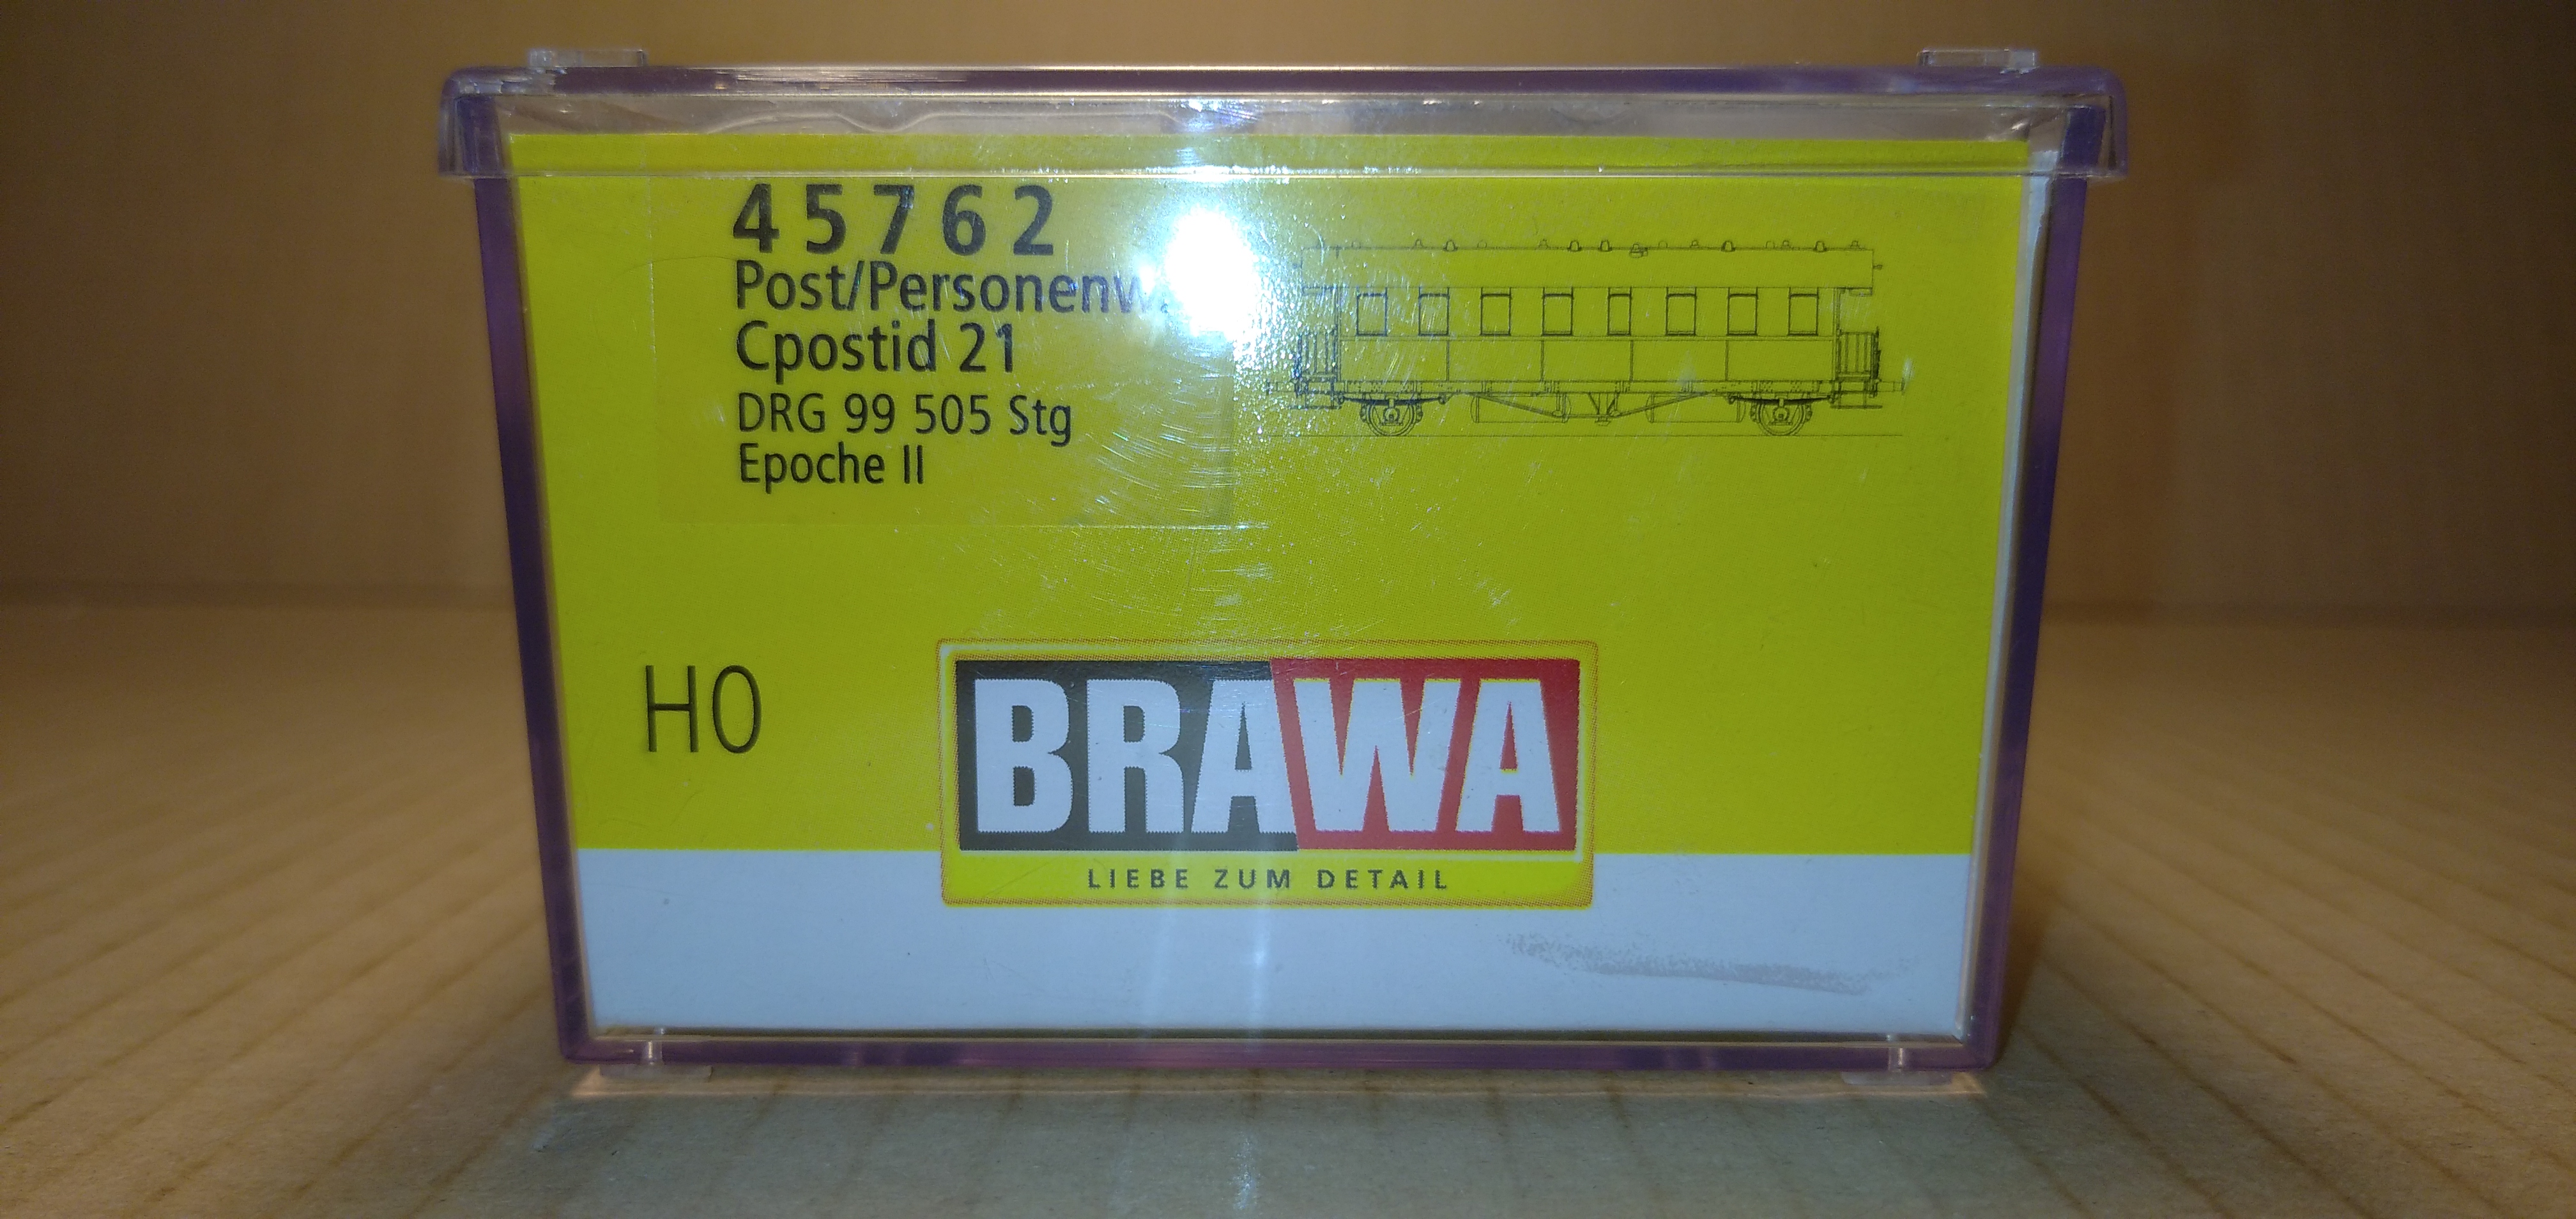 45762
Post/Personenw
Cpostid 21
DRG 99 505 Stg
Epoche II
H0
BRAWA
LIEBE ZUM DETAIL